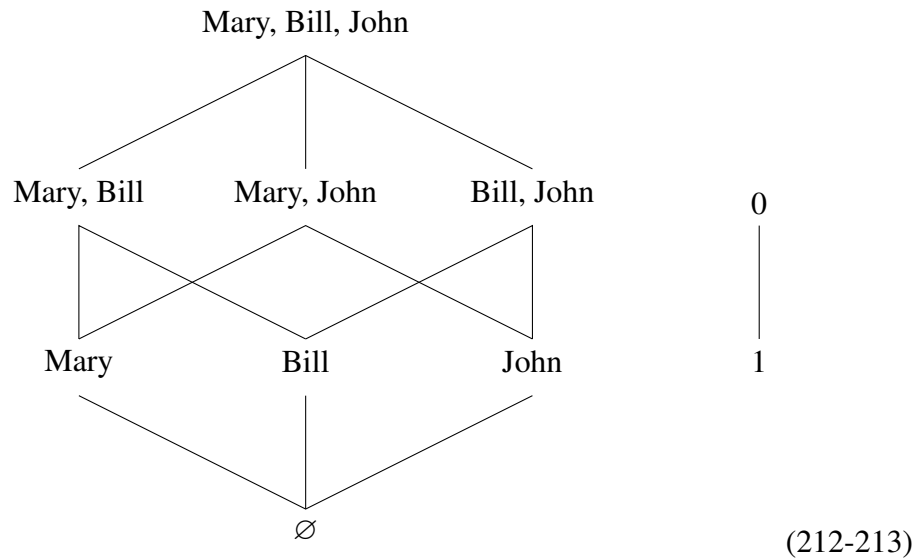 Mary, Bill, John
Mary, Bill Mary, John Bill, John 0
Mary Bill John 1
∅
(212-213)